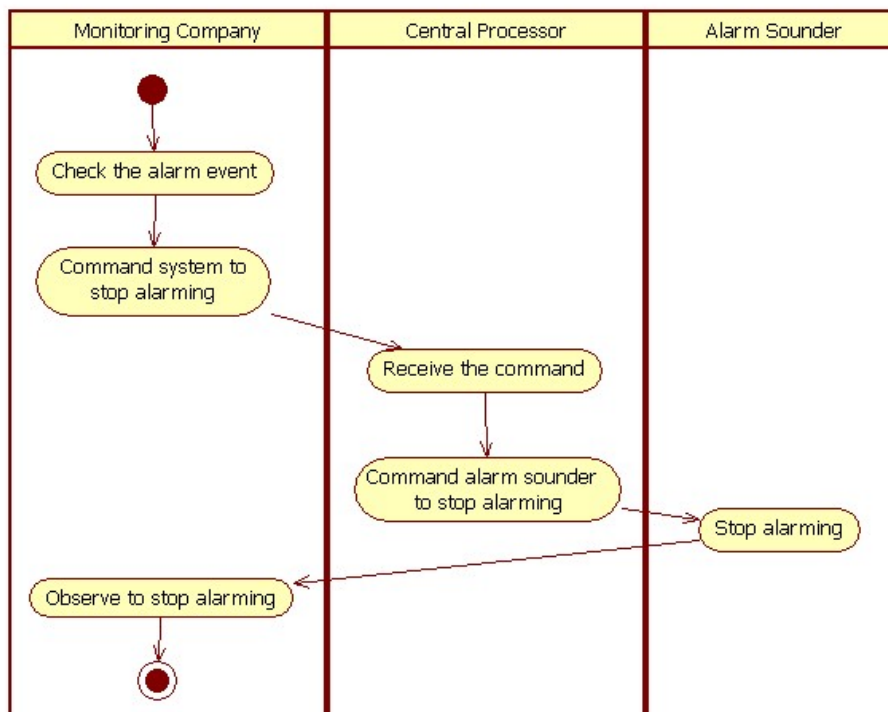 Monitoring Company
Central Processor
Alarm Sounder
Check the alarm event
Command system to
stop alarming
Receive the command
Command alarm sounder
to stop alarming
Stop alarming
Observe to stop alarming